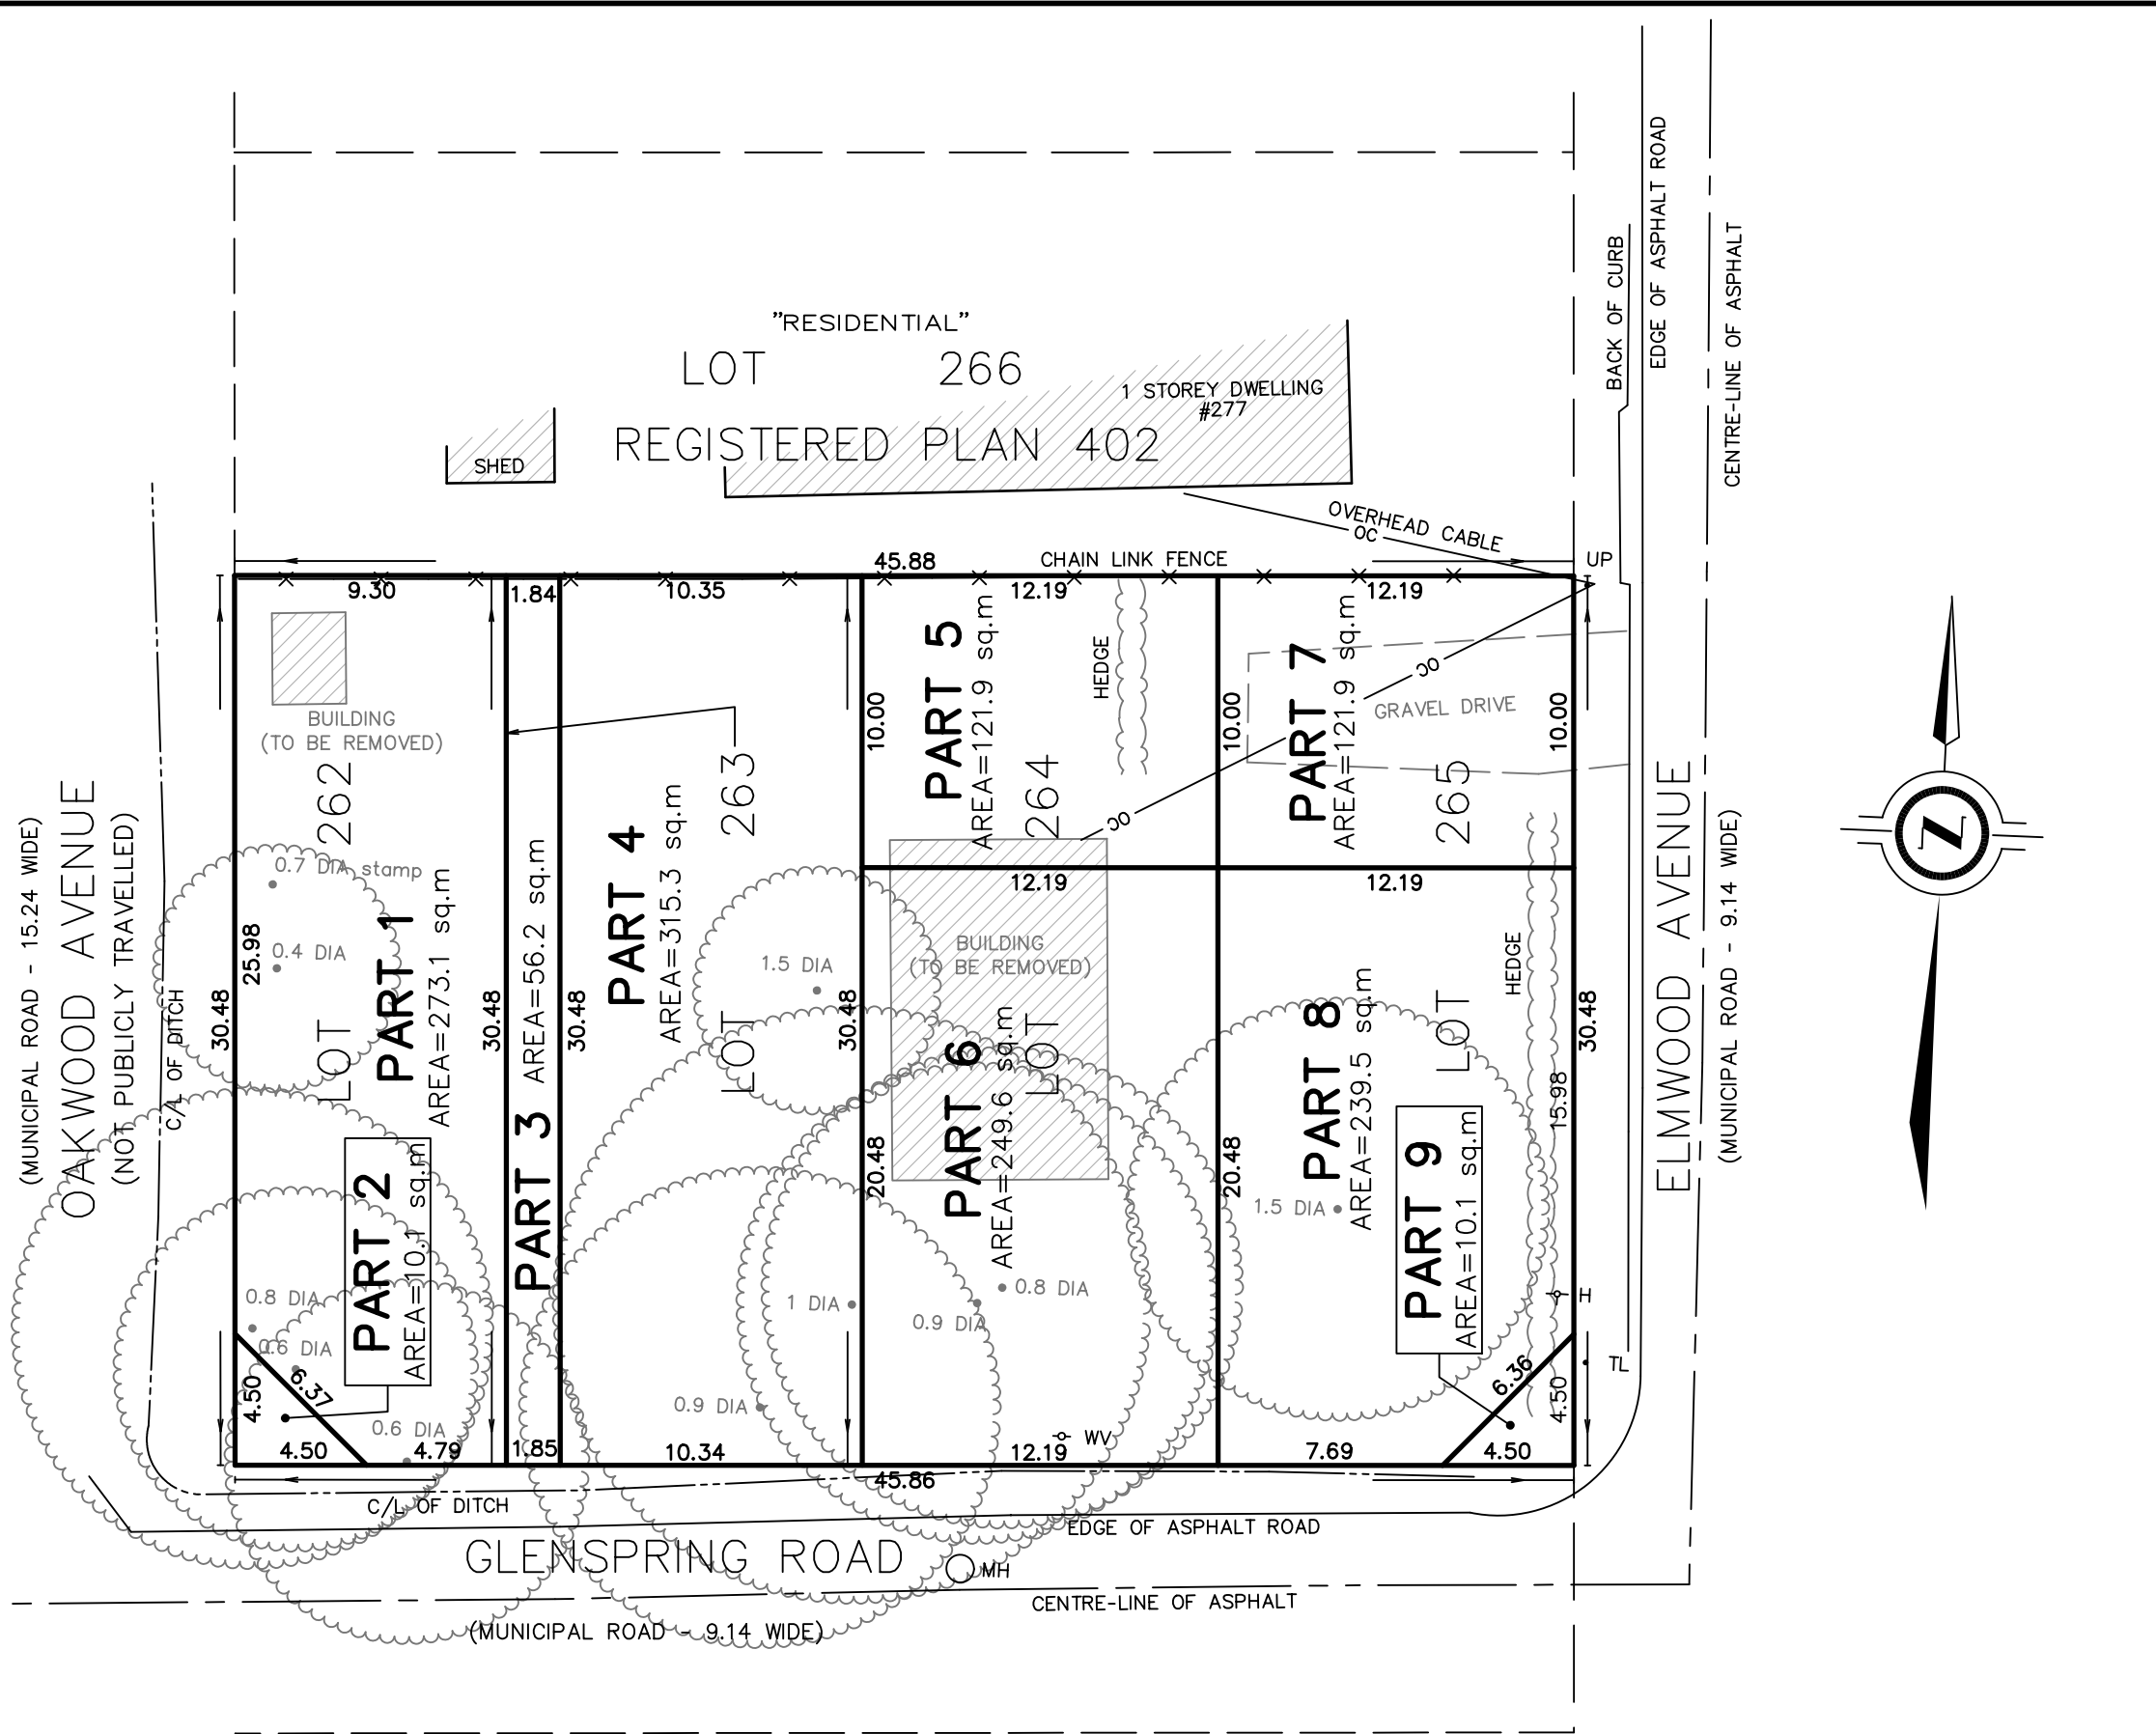 "RESIDENTIAL"
LOT 266
REGISTERED PLAN 402
1 STOREY DWELLING
#277
SHED
OVERHEAD CABLE
OC
UP
BACK OF CURB
EDGE OF ASPHALT ROAD
CENTRE-LINE OF ASPHALT
45.88
CHAIN LINK FENCE
9.30
1.84
10.35
12.19
12.19
BUILDING
(TO BE REMOVED)
LOT 262
0.7 DIA stamp
0.4 DIA
25.98
30.48
PART 1
AREA=273.1 sq.m
30.48
PART 2
AREA=10.1 sq.m
0.8 DIA
0.6 DIA
6.37
4.50
0.6 DIA
4.50
4.79
PART 3
AREA=56.2 sq.m
30.48
1.85
PART 4
AREA=315.3 sq.m
LOT 263
1.5 DIA
30.48
1 DIA
0.9 DIA
10.34
10.00
PART 5
AREA=121.9 sq.m
LOT 264
HEDGE
OC
12.19
BUILDING
(TO BE REMOVED)
PART 6
AREA=249.6 sq.m
20.48
0.8 DIA
0.9 DIA
WV
12.19
10.00
PART 7
AREA=121.9 sq.m
OC
GRAVEL DRIVE
10.00
LOT 265
12.19
HEDGE
PART 8
AREA=239.5 sq.m
20.48
1.5 DIA
15.98
30.48
PART 9
AREA=10.1 sq.m
H
TL
6.36
4.50
7.69
4.50
45.86
(MUNICIPAL ROAD - 15.24 WIDE)
OAKWOOD AVENUE
(NOT PUBLICLY TRAVELLED)
C/L OF DITCH
ELMWOOD AVENUE
(MUNICIPAL ROAD - 9.14 WIDE)
N
C/L OF DITCH
EDGE OF ASPHALT ROAD
GLENSPRING ROAD
MH
CENTRE-LINE OF ASPHALT
(MUNICIPAL ROAD - 9.14 WIDE)